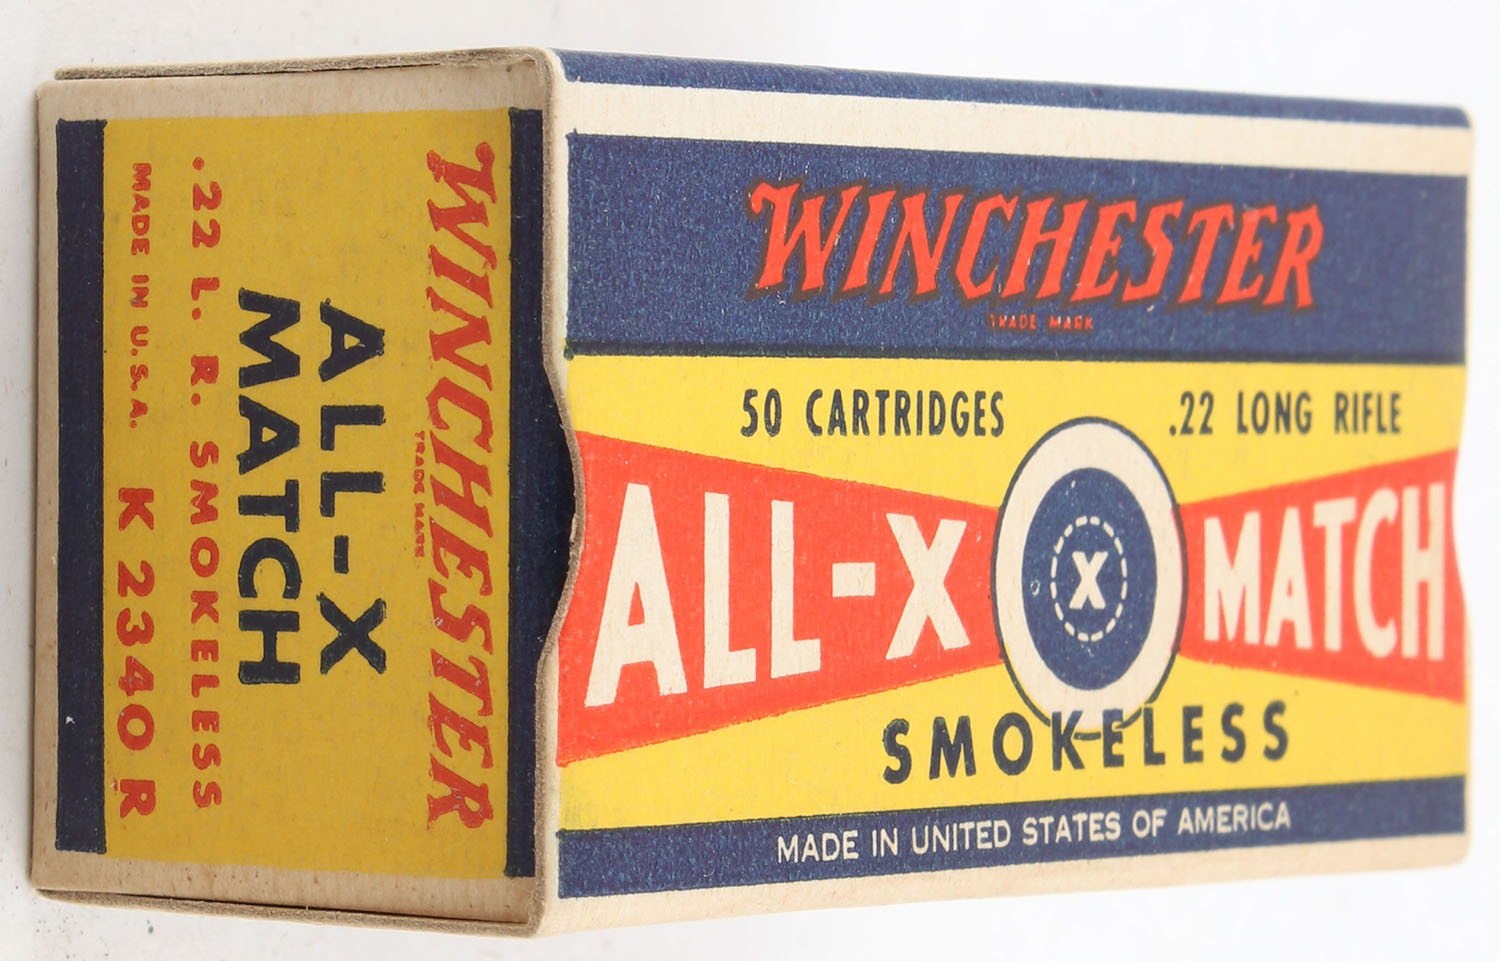 WINCHESTER
TRADE MARK
50 CARTRIDGES .22 LONG RIFLE
ALL-X X MATCH
SMOKELESS
MADE IN UNITED STATES OF AMERICA
WINCHESTER
TRADE MARK
ALL-X
MATCH
.22 L. R. SMOKELESS
MADE IN U.S.A. K 2340 R